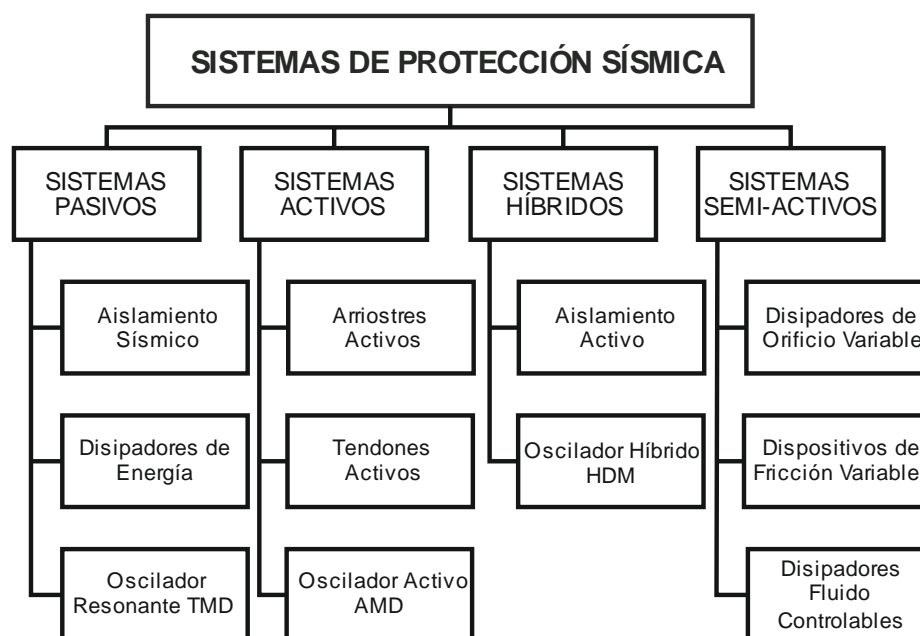 SISTEMAS DE PROTECCIÓN SÍSMICA
SISTEMAS
PASIVOS
SISTEMAS
ACTIVOS
SISTEMAS
HÍBRIDOS
SISTEMAS
SEMI-ACTIVOS
Aislamiento
Sísmico
Arriostres
Activos
Aislamiento
Activo
Disipadores de
Orificio Variable
Disipadores de
Energía
Tendones
Activos
Oscilador Híbrido
HDM
Dispositivos de
Fricción Variable
Oscilador
Resonante TMD
Oscilador Activo
AMD
Disipadores
Fluido
Controlables